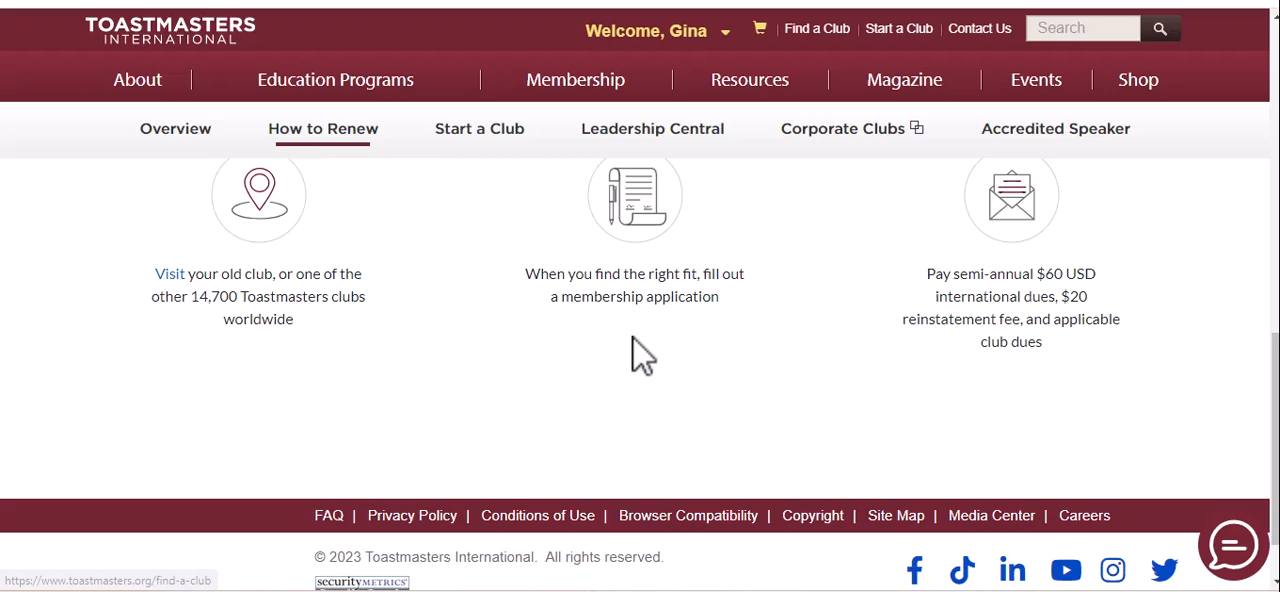 TOASTMASTERS
INTERNATIONAL
Welcome, Gina
Find a Club | Start a Club | Contact Us
Search
About
Education Programs
Membership
Resources
Magazine
Events
Shop
Overview
How to Renew
Start a Club
Leadership Central
Corporate Clubs
Accredited Speaker
Visit your old club, or one of the
other 14,700 Toastmasters clubs
worldwide
When you find the right fit, fill out
a membership application
Pay semi-annual $60 USD
international dues, $20
reinstatement fee, and applicable
club dues
FAQ | Privacy Policy | Conditions of Use | Browser Compatibility | Copyright | Site Map | Media Center | Careers
© 2023 Toastmasters International. All rights reserved.
securityMETRICS
https://www.toastmasters.org/find-a-club